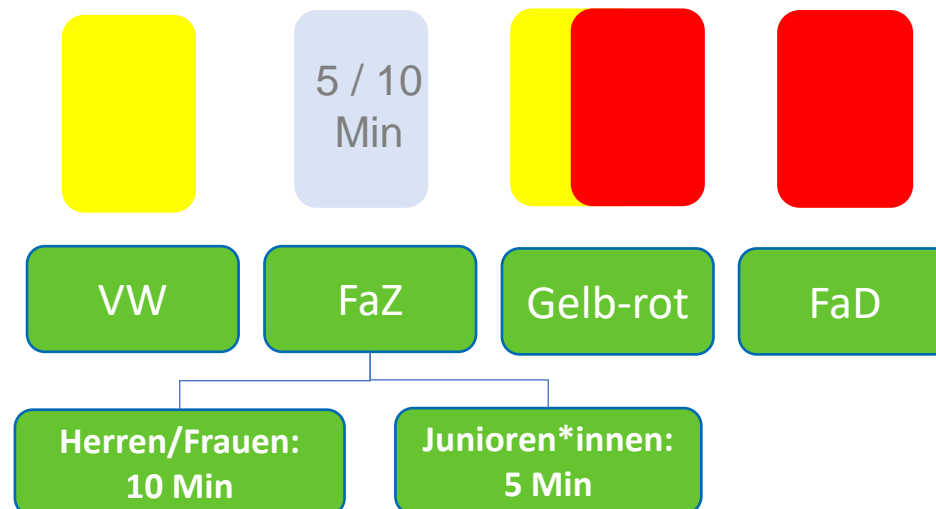 5 / 10
Min
VW
FaZ
Gelb-rot
FaD
Herren/Frauen:
10 Min
Junioren*innen:
5 Min